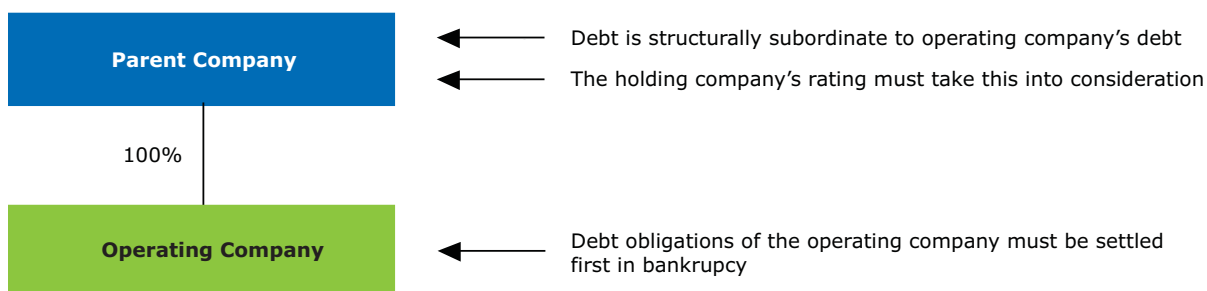 Parent Company
Debt is structurally subordinate to operating company's debt
The holding company's rating must take this into consideration
100%
Operating Company
Debt obligations of the operating company must be settled
first in bankrupcy